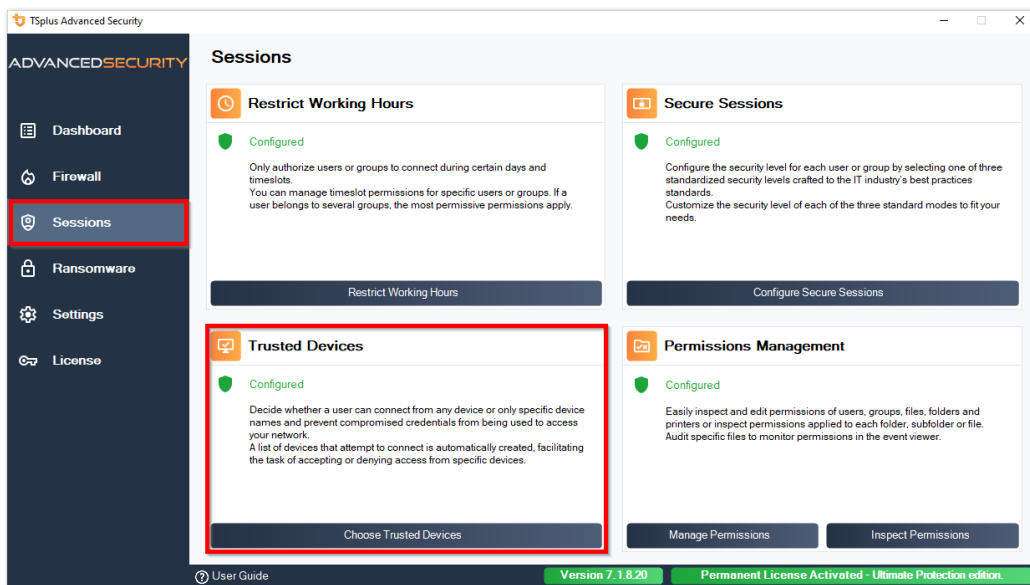 TSplus Advanced Security
ADVANCEDSECURITY
Dashboard
Firewall
Sessions
Ransomware
Settings
License
Sessions
Restrict Working Hours
Configured
Only authorize users or groups to connect during certain days and
timeslots.
You can manage timeslot permissions for specific users or groups. If a
user belongs to several groups, the most permissive permissions apply.
Restrict Working Hours
Secure Sessions
Configured
Configure the security level for each user or group by selecting one of three
standardized security levels crafted to the IT industry's best practices
standards.
Customize the security level of each of the three standard modes to fit your
needs.
Configure Secure Sessions
Trusted Devices
Configured
Decide whether a user can connect from any device or only specific device
names and prevent compromised credentials from being used to access
your network.
A list of devices that attempt to connect is automatically created, facilitating
the task of accepting or denying access from specific devices.
Choose Trusted Devices
Permissions Management
Configured
Easily inspect and edit permissions of users, groups, files, folders and
printers or inspect permissions applied to each folder, subfolder or file.
Audit specific files to monitor permissions in the event viewer.
Manage Permissions
Inspect Permissions
User Guide
Version 7.1.8.20
Permanent License Activated - Ultimate Protection edition.